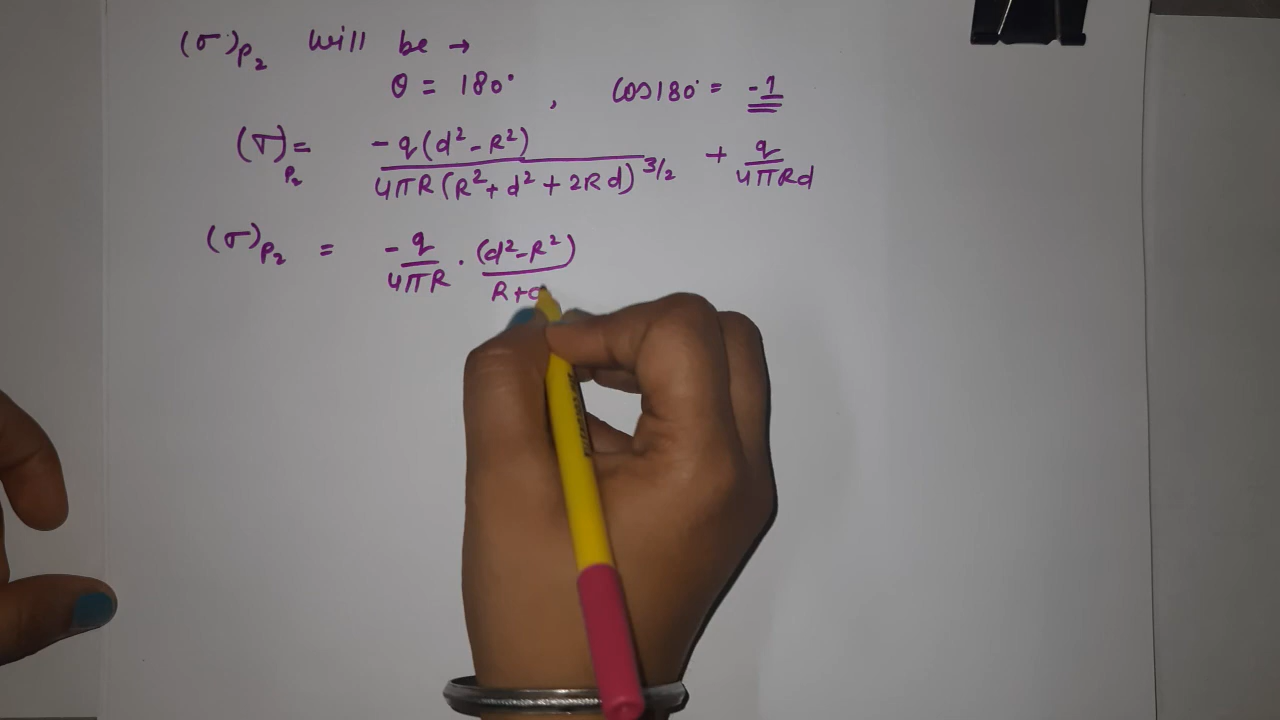 (σ)P₂ will be →
θ = 180° , cos180° = -1
(σ)P₂ = -q(d²-R²)/4πR(R²+d²+2Rd)^3/2 + q/4πRd
(σ)P₂ = -q/4πR · (d²-R²)/R+d